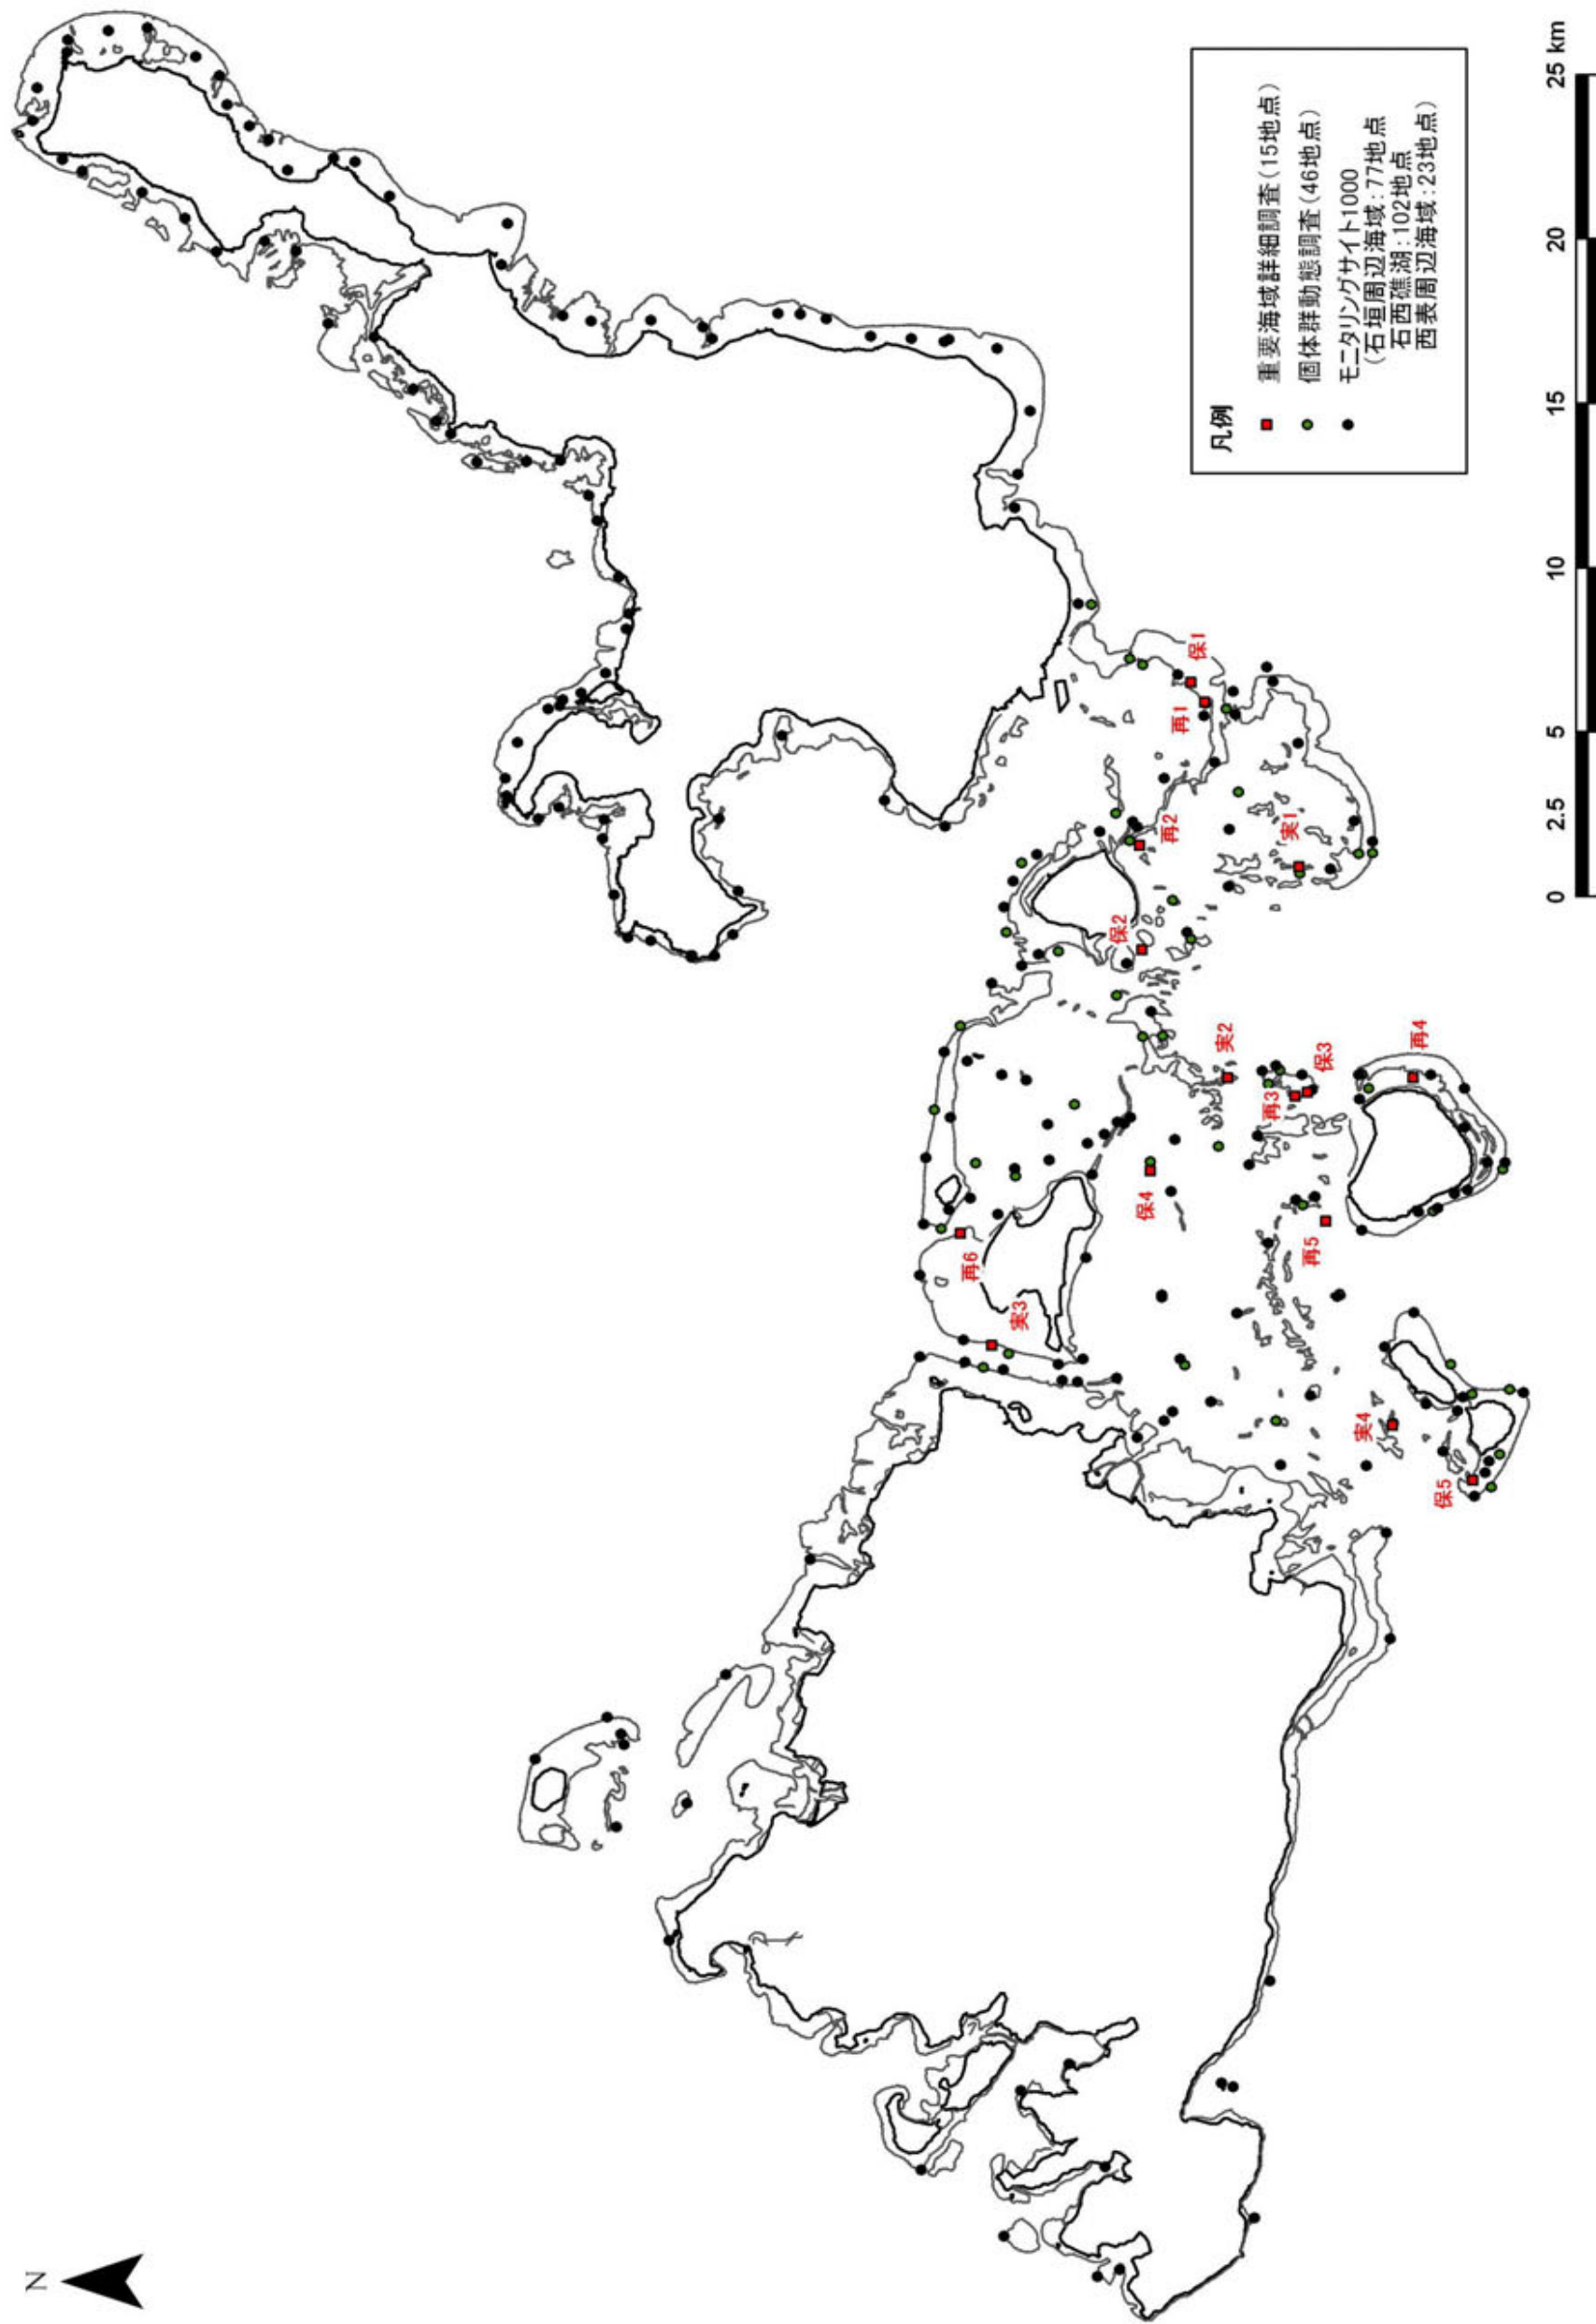 N
凡例
重要海域詳細調査(15地点)
個体群動態調査(46地点)
モニタリングサイト1000
(石垣周辺海域:77地点
石西礁湖:102地点
西表周辺海域:23地点)
保1
再1
再2
実1
保2
実2
再3
保3
再4
保4
再5
再6
実3
実4
保5
0 2.5 5 10 15 20 25 km